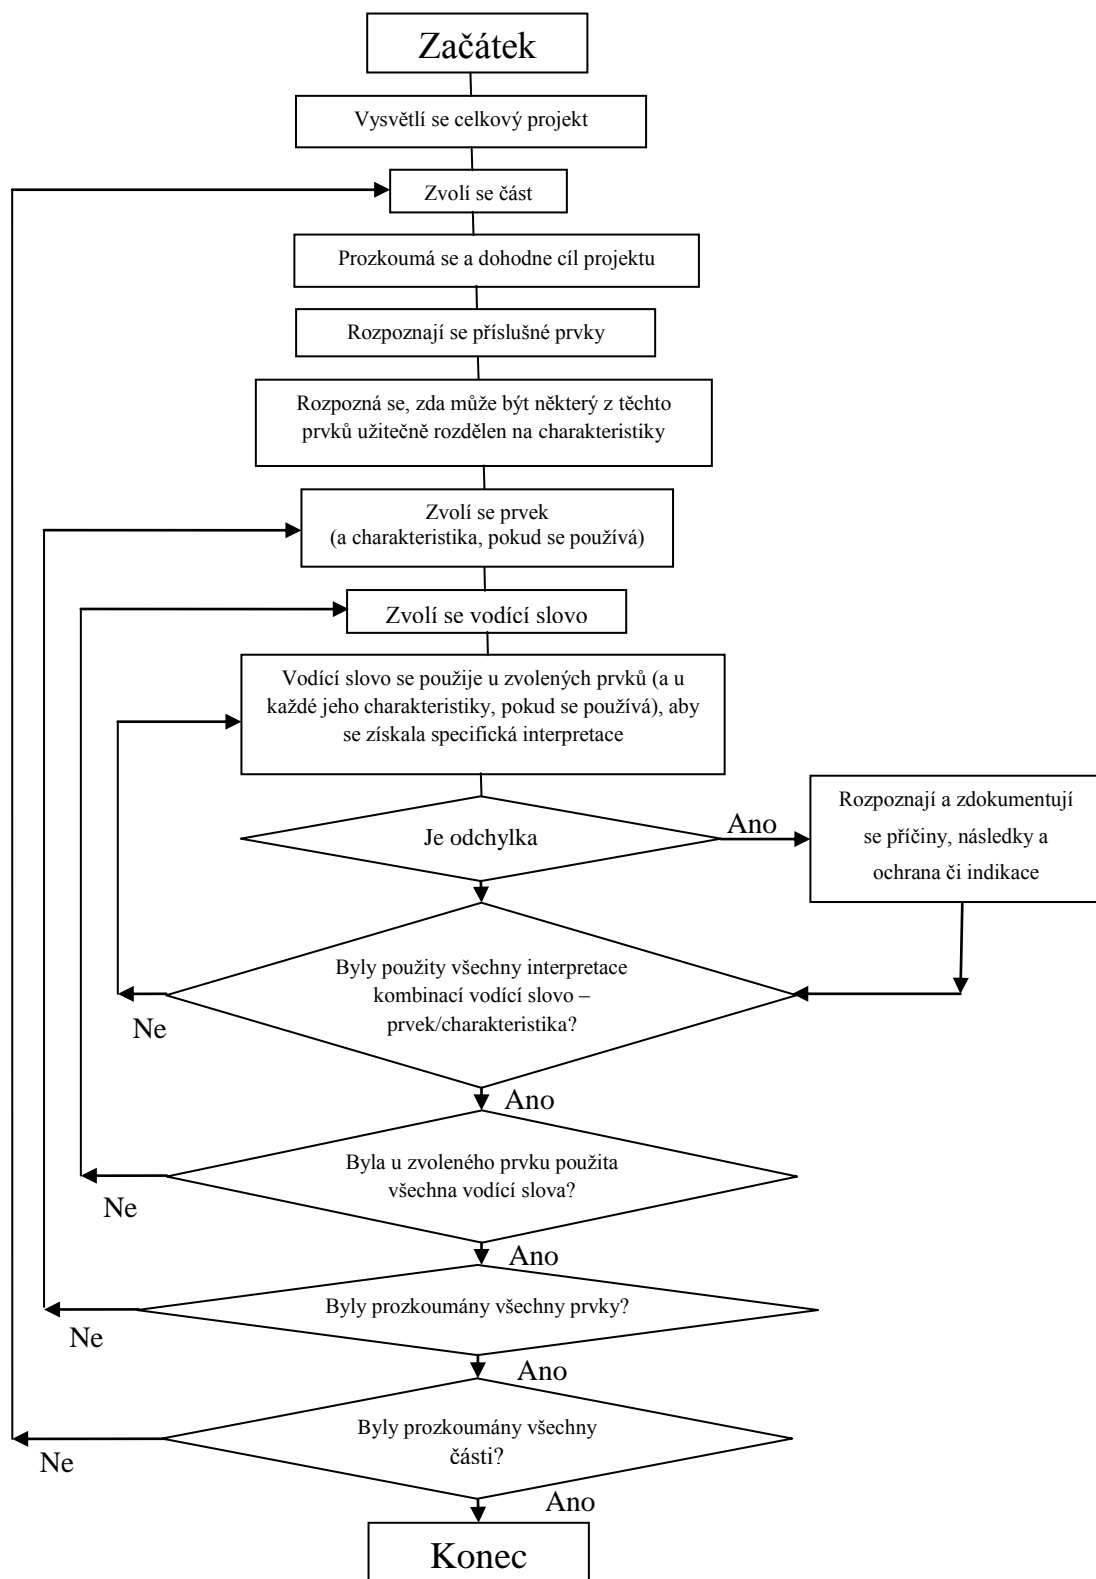 Začátek
Vysvětlí se celkový projekt
Zvolí se část
Prozkoumá se a dohodne cíl projektu
Rozpoznají se příslušné prvky
Rozpozná se, zda může být některý z těchto
prvků užitečně rozdělen na charakteristiky
Zvolí se prvek
(a charakteristika, pokud se používá)
Zvolí se vodící slovo
Vodící slovo se použije u zvolených prvků (a u
každé jeho charakteristiky, pokud se používá), aby
se získala specifická interpretace
Je odchylka
Ano
Rozpoznají a zdokumentují
se příčiny, následky a
ochrana či indikace
Byly použity všechny interpretace
kombinací vodící slovo –
prvek/charakteristika?
Ne
Ano
Byla u zvoleného prvku použita
všechna vodící slova?
Ne
Ano
Byly prozkoumány všechny prvky?
Ne
Ano
Byly prozkoumány všechny
části?
Ne
Ano
Konec